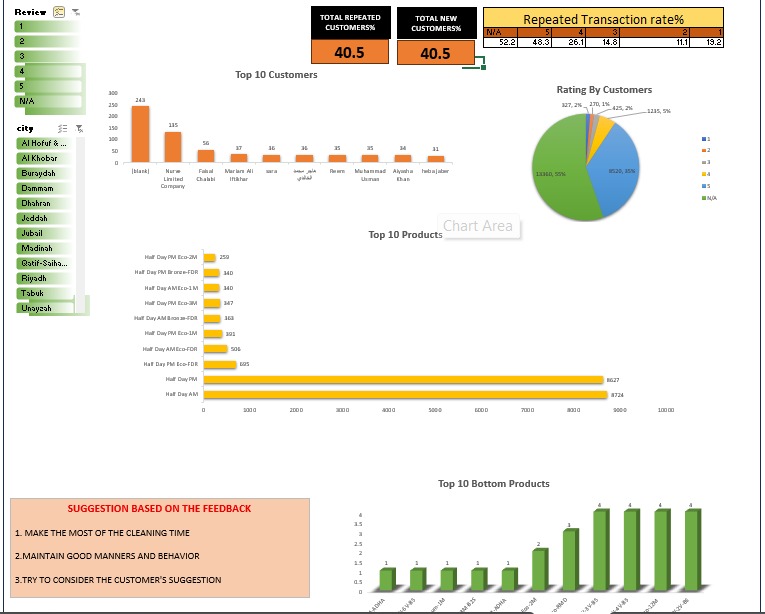 Review
1
2
3
4
5
N/A
city
Al Hofuf & ...
Al Khobar
Buraydah
Dammam
Dhahran
Jeddah
Jubail
Madinah
Qatif-Saiha...
Riyadh
Tabuk
Unayzah
TOTAL REPEATED
CUSTOMERS%
40.5
TOTAL NEW
CUSTOMERS%
40.5
Repeated Transaction rate%
N/A 5 4 3 2 1
52.2 48.3 26.1 14.8 11.1 19.2
Top 10 Customers
300
250
200
150
100
50
0
243
135
56
37
36
36
35
35
34
31
(blank)
Nurse
Limited
Company
Faisal
Chalabi
Mariam Ali
Iftikhar
sara
Reem
Muhammad
Usman
Aiyasha
Khan
heba jaber
Rating By Customers
327, 2%
270, 1%
425, 2%
1235, 5%
8520, 35%
13360, 55%
1
2
3
4
5
N/A
Chart Area
Top 10 Products
Half Day PM Eco-2M 259
Half Day PM Bronze-FDR 340
Half Day AM Eco-1M 340
Half Day PM Eco-3M 347
Half Day AM Bronze-FDR 363
Half Day PM Eco-1M 391
Half Day AM Eco-FDR 506
Half Day PM Eco-FDR 695
Half Day PM 8627
Half Day AM 8724
0 1000 2000 3000 4000 5000 6000 7000 8000 9000 10000
SUGGESTION BASED ON THE FEEDBACK
1. MAKE THE MOST OF THE CLEANING TIME
2.MAINTAIN GOOD MANNERS AND BEHAVIOR
3.TRY TO CONSIDER THE CUSTOMER'S SUGGESTION
Top 10 Bottom Products
4
3.5
3
2.5
2
1.5
1
0.5
0
1
1
1
1
1
2
3
4
4
4
4